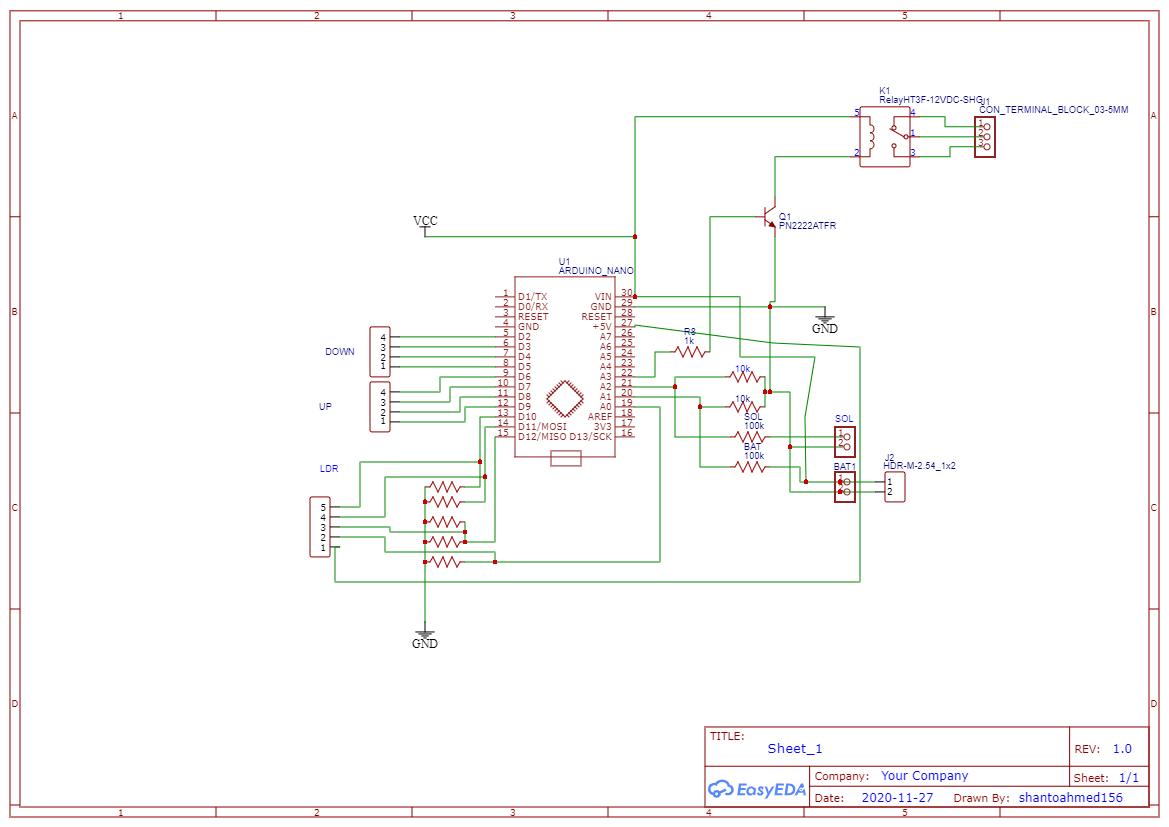 1 2 3 4 5
A A
K1
RelayHT3F-12VDC-SHG
J1
CON_TERMINAL_BLOCK_03-5MM
5 4
1
2 3
1
2
3
VCC
Q1
PN2222ATFR
U1
ARDUINO_NANO
1 D1/TX VIN 30
2 D0/RX GND 29
3 RESET RESET 28
4 GND +5V 27
5 D2 A7 26
6 D3 A6 25
7 D4 A5 24
8 D5 A4 23
9 D6 A3 22
10 D7 A2 21
11 D8 A1 20
12 D9 A0 19
13 D10 AREF 18
14 D11/MOSI 3V3 17
15 D12/MISO D13/SCK 16
B B
GND
R8
1k
DOWN
4
3
2
1
UP
4
3
2
1
10k
10k
SOL
100k
BAT
100k
SOL
1
2
BAT1
1
2
J2
HDR-M-2.54_1x2
1
2
LDR
5
4
3
2
1
C C
GND
D D
TITLE:
Sheet_1
REV: 1.0
EasyEDA
Company: Your Company
Sheet: 1/1
Date: 2020-11-27 Drawn By: shantoahmed156
1 2 3 4 5